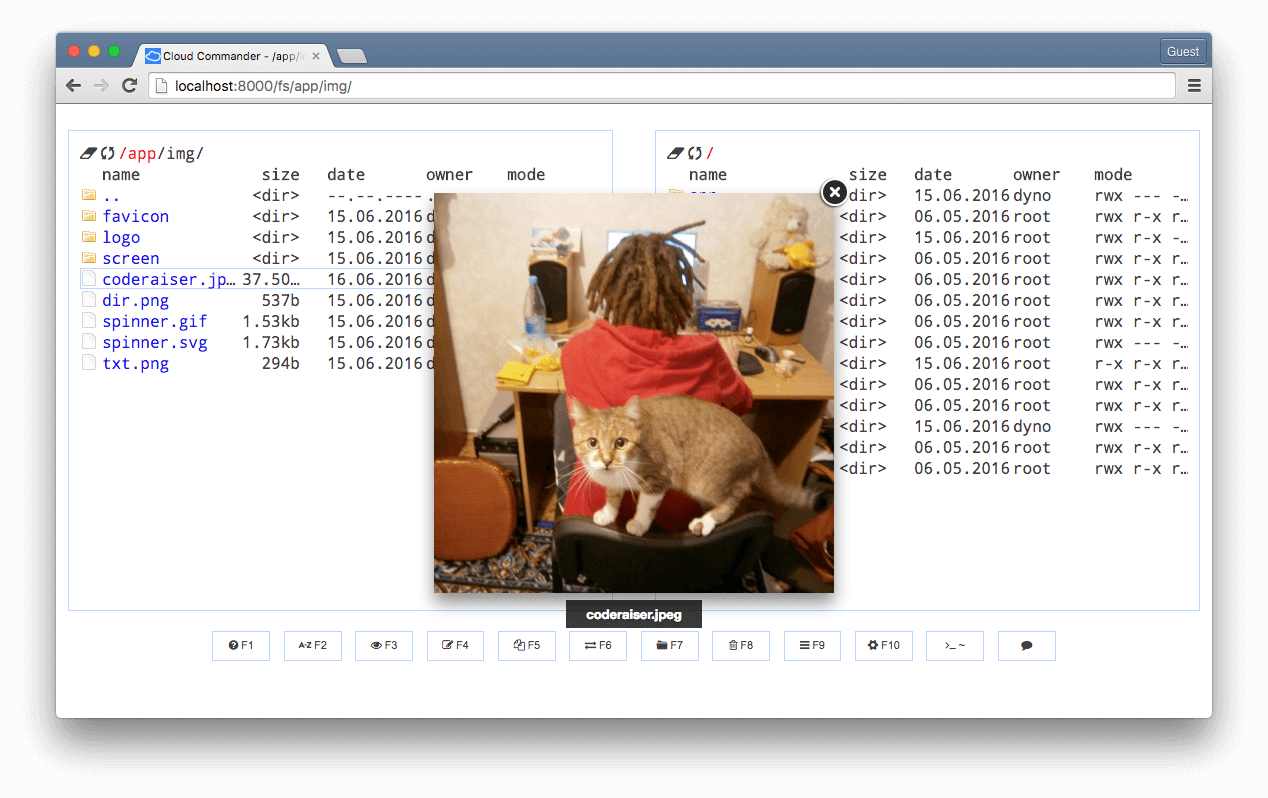 Cloud Commander - /app/i
Guest
localhost:8000/fs/app/img/
/app/img/
name size date owner mode
.. <dir> --.--.----
favicon <dir> 15.06.2016
logo <dir> 15.06.2016
screen <dir> 15.06.2016
coderaiser.jp… 37.50… 16.06.2016
dir.png 537b 15.06.2016
spinner.gif 1.53kb 15.06.2016
spinner.svg 1.73kb 15.06.2016
txt.png 294b 15.06.2016
/
name size date owner mode
<dir> 15.06.2016 dyno rwx --- -…
<dir> 06.05.2016 root rwx r-x r…
<dir> 15.06.2016 root rwx r-x -…
<dir> 06.05.2016 root rwx r-x r…
<dir> 06.05.2016 root rwx r-x r…
<dir> 06.05.2016 root rwx r-x r…
<dir> 06.05.2016 root rwx r-x r…
<dir> 06.05.2016 root rwx --- -…
<dir> 15.06.2016 root r-x r-x r…
<dir> 06.05.2016 root rwx r-x r…
<dir> 06.05.2016 root rwx r-x r…
<dir> 15.06.2016 dyno rwx --- -…
<dir> 06.05.2016 root rwx r-x r…
<dir> 06.05.2016 root rwx r-x r…
coderaiser.jpeg
F1 A-Z F2 F3 F4 F5 F6 F7 F8 F9 F10 >_ ~